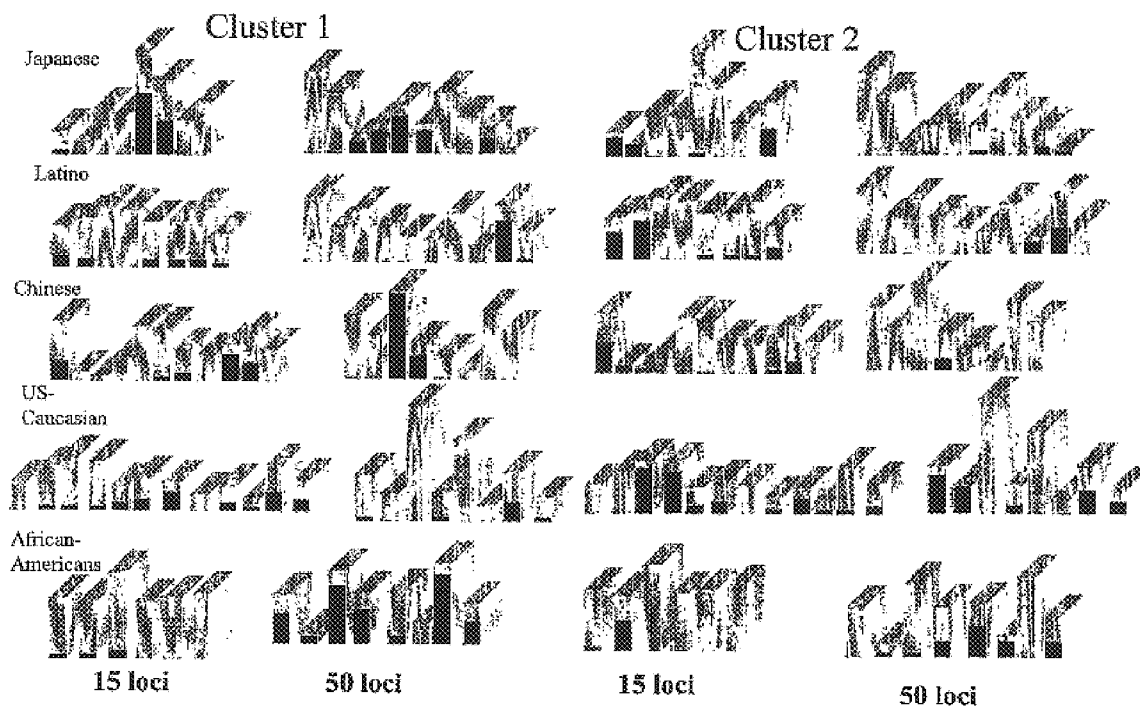 Cluster 1
Cluster 2
Japanese
Latino
Chinese
US-
Caucasian
African-
Americans
15 loci
50 loci
15 loci
50 loci